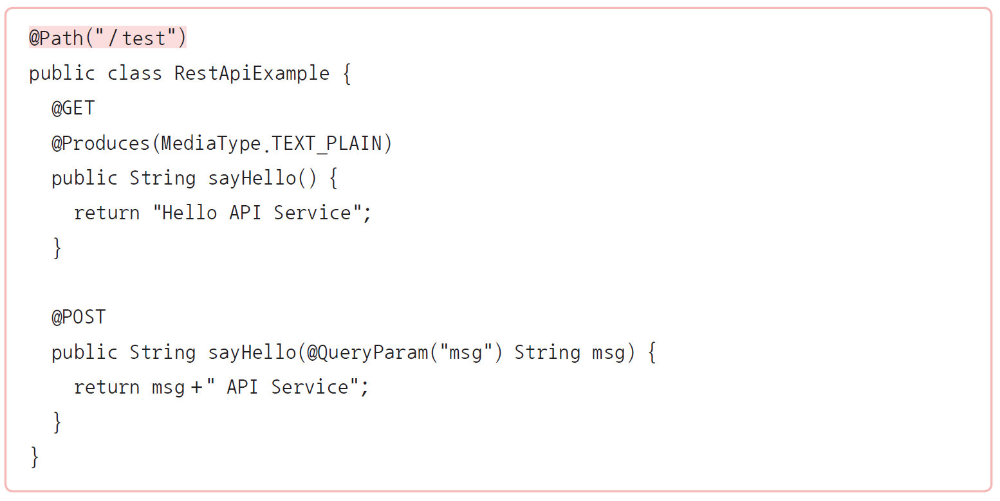 @Path("/test")
public class RestApiExample {
  @GET
  @Produces(MediaType.TEXT_PLAIN)
  public String sayHello() {
    return "Hello API Service";
  }

  @POST
  public String sayHello(@QueryParam("msg") String msg) {
    return msg+" API Service";
  }
}